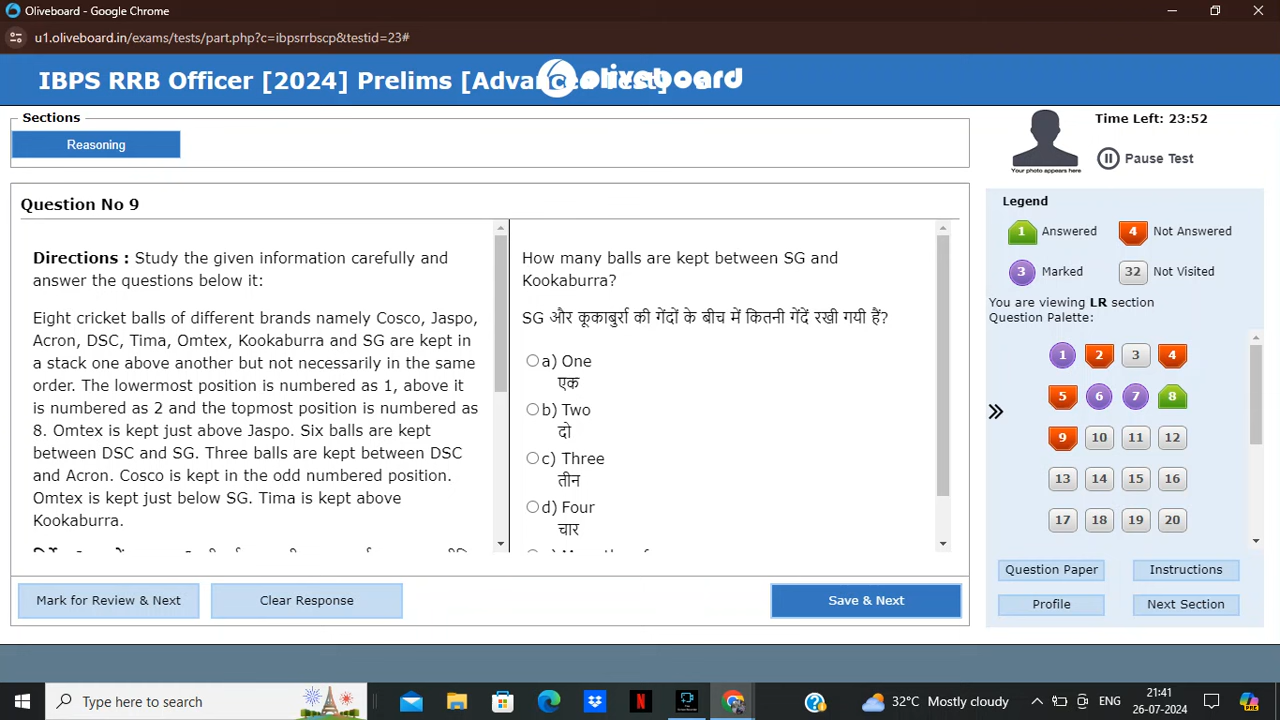 Oliveboard - Google Chrome
u1.oliveboard.in/exams/tests/part.php?c=ibpsrrbscp&testid=23#
IBPS RRB Officer [2024] Prelims [Advanced Test]
oliveboard
Sections
Reasoning
Your photo appears here
Time Left: 23:52
Pause Test
Question No 9
Directions : Study the given information carefully and
answer the questions below it:
Eight cricket balls of different brands namely Cosco, Jaspo,
Acron, DSC, Tima, Omtex, Kookaburra and SG are kept in
a stack one above another but not necessarily in the same
order. The lowermost position is numbered as 1, above it
is numbered as 2 and the topmost position is numbered as
8. Omtex is kept just above Jaspo. Six balls are kept
between DSC and SG. Three balls are kept between DSC
and Acron. Cosco is kept in the odd numbered position.
Omtex is kept just below SG. Tima is kept above
Kookaburra.
How many balls are kept between SG and
Kookaburra?
SG और कूकाबुर्रा की गेंदों के बीच में कितनी गेंदें रखी गयी हैं?
a) One
एक
b) Two
दो
c) Three
तीन
d) Four
चार
Legend
1 Answered
4 Not Answered
3 Marked
32 Not Visited
You are viewing LR section
Question Palette:
1 2 3 4
5 6 7 8
9 10 11 12
13 14 15 16
17 18 19 20
Question Paper
Instructions
Profile
Next Section
Mark for Review & Next
Clear Response
Save & Next
Type here to search
32°C Mostly cloudy
ENG
21:41
26-07-2024